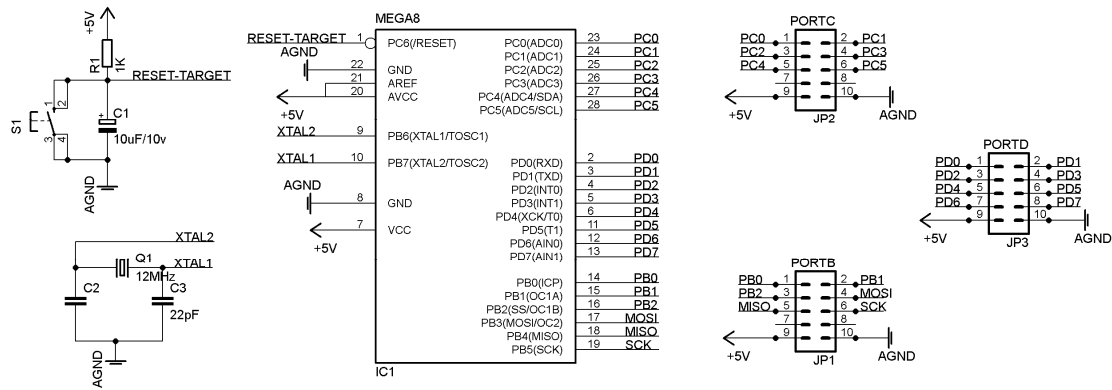 +5V
R1
1K
RESET-TARGET
S1
1
2
3
4
+
C1
10uF/10v
AGND
XTAL2
Q1
XTAL1
12MHz
C2
C3
22pF
AGND
MEGA8
RESET-TARGET 1 PC6(/RESET)
AGND
22 GND
21 AREF
20 AVCC
+5V
XTAL2 9 PB6(XTAL1/TOSC1)
XTAL1 10 PB7(XTAL2/TOSC2)
AGND
8 GND
7 VCC
+5V
PC0(ADC0) 23 PC0
PC1(ADC1) 24 PC1
PC2(ADC2) 25 PC2
PC3(ADC3) 26 PC3
PC4(ADC4/SDA) 27 PC4
PC5(ADC5/SCL) 28 PC5
PD0(RXD) 2 PD0
PD1(TXD) 3 PD1
PD2(INT0) 4 PD2
PD3(INT1) 5 PD3
PD4(XCK/T0) 6 PD4
PD5(T1) 11 PD5
PD6(AIN0) 12 PD6
PD7(AIN1) 13 PD7
PB0(ICP) 14 PB0
PB1(OC1A) 15 PB1
PB2(SS/OC1B) 16 PB2
PB3(MOSI/OC2) 17 MOSI
PB4(MISO) 18 MISO
PB5(SCK) 19 SCK
IC1
PORTC
PC0 1 2 PC1
PC2 3 4 PC3
PC4 5 6 PC5
7 8
9 10
+5V
AGND
JP2
PORTD
PD0 1 2 PD1
PD2 3 4 PD3
PD4 5 6 PD5
PD6 7 8 PD7
9 10
+5V
AGND
JP3
PORTB
PB0 1 2 PB1
PB2 3 4 MOSI
MISO 5 6 SCK
7 8
9 10
+5V
AGND
JP1